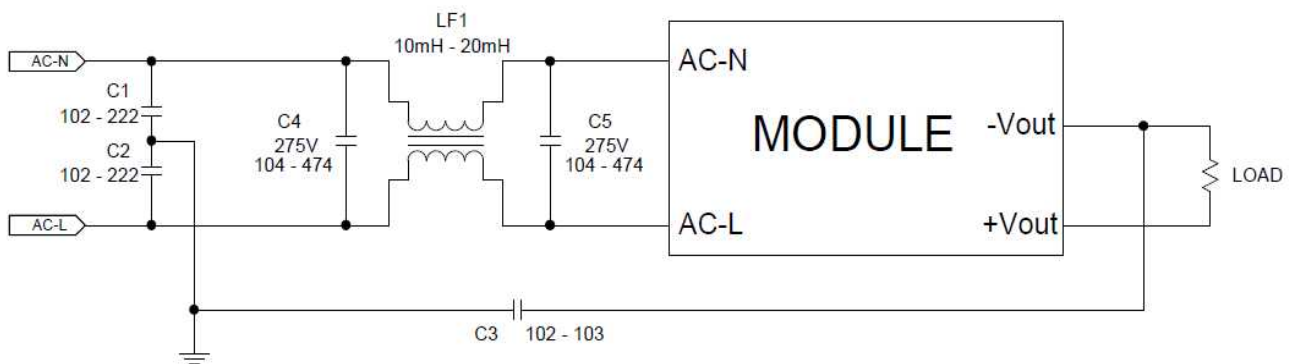 LF1
10mH - 20mH
AC-N
C1
102 - 222
C2
102 - 222
AC-L
C4
275V
104 - 474
C5
275V
104 - 474
AC-N
MODULE
-Vout
AC-L
+Vout
LOAD
C3 102 - 103